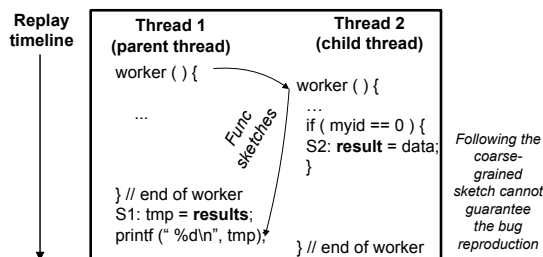 Replay
timeline
Thread 1
(parent thread)
worker ( ) {
...
} // end of worker
S1: tmp = results;
printf (“ %d\n”, tmp);
Func
sketches
Thread 2
(child thread)
worker ( ) {
...
if ( myid == 0 ) {
S2: result = data;
}
} // end of worker
Following the
coarse-
grained
sketch cannot
guarantee
the bug
reproduction